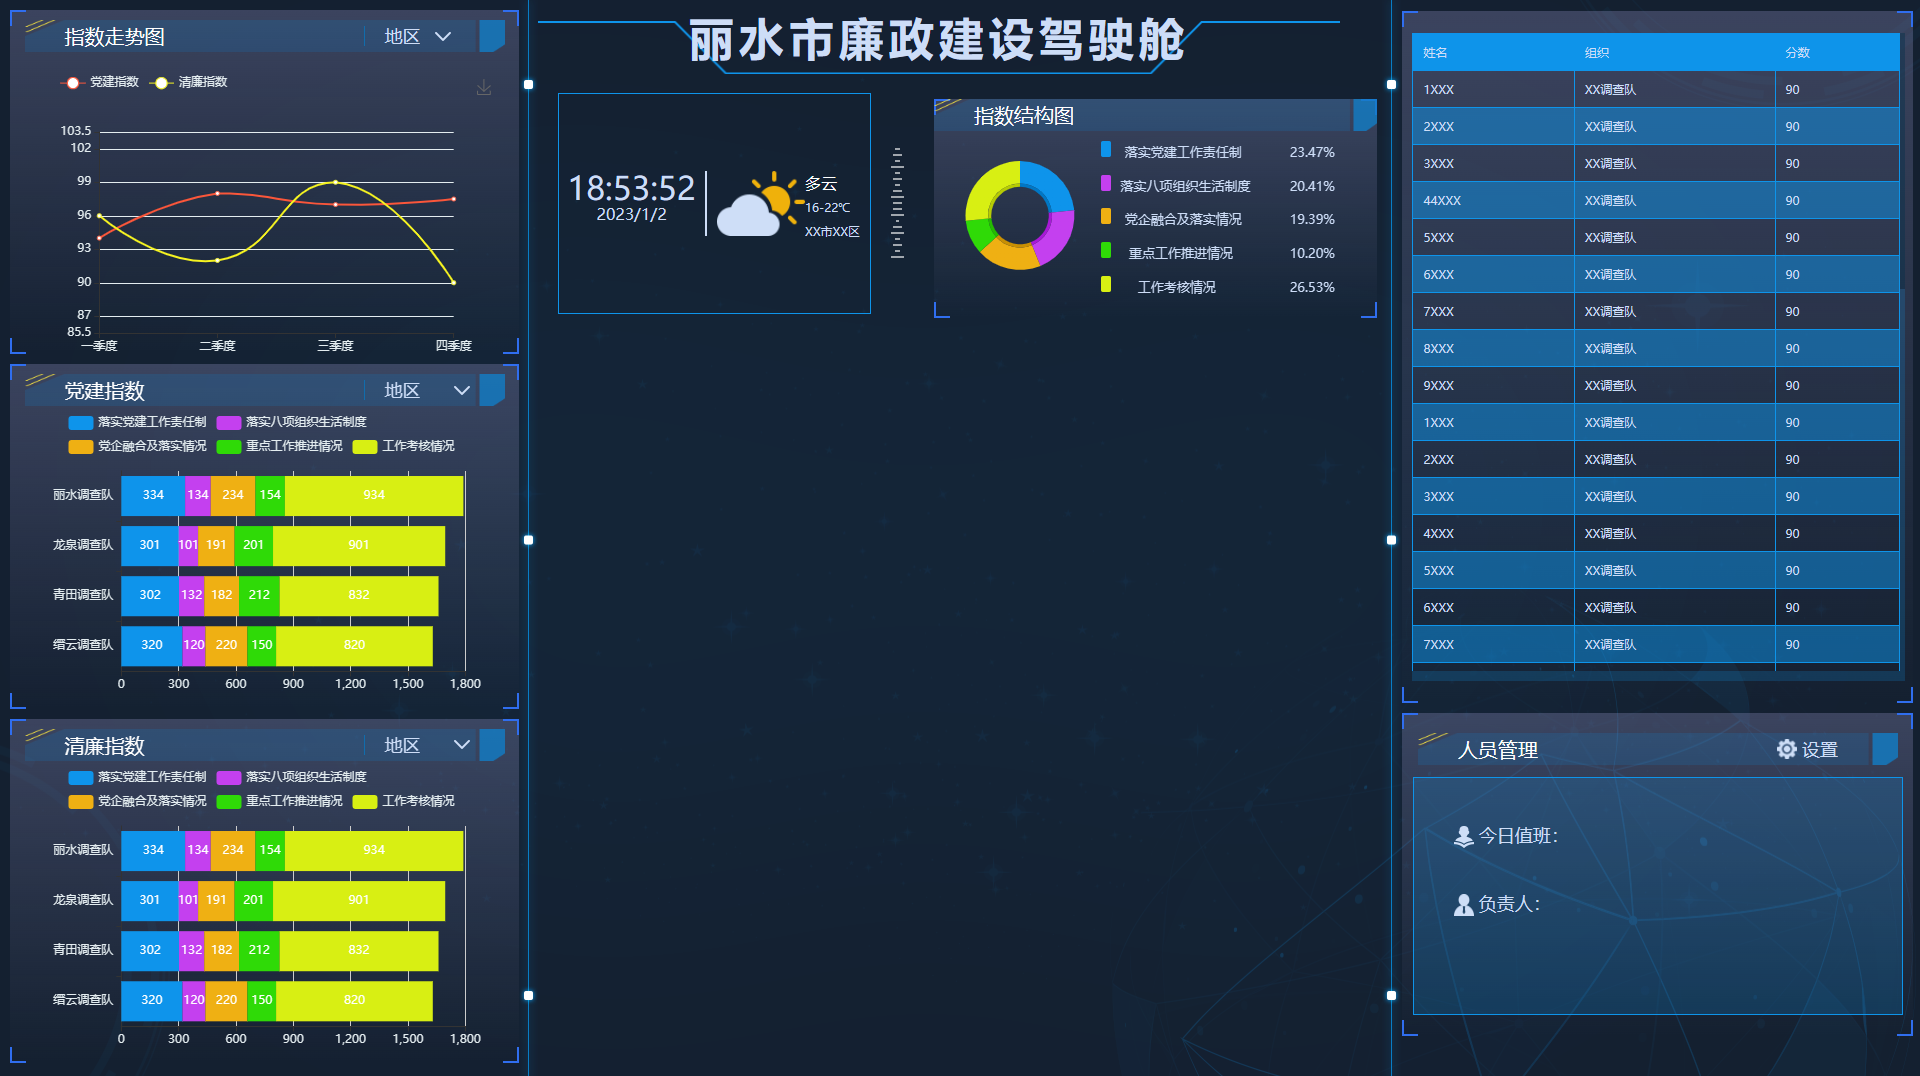 丽水市廉政建设驾驶舱
指数走势图
地区
党建指数
清廉指数
103.5
102
99
96
93
90
87
85.5
一季度
二季度
三季度
四季度
党建指数
地区
落实党建工作责任制
落实八项组织生活制度
党企融合及落实情况
重点工作推进情况
工作考核情况
丽水调查队
334 134 234 154 934
龙泉调查队
301 101 191 201 901
青田调查队
302 132 182 212 832
缙云调查队
320 120 220 150 820
0 300 600 900 1,200 1,500 1,800
清廉指数
地区
落实党建工作责任制
落实八项组织生活制度
党企融合及落实情况
重点工作推进情况
工作考核情况
丽水调查队
334 134 234 154 934
龙泉调查队
301 101 191 201 901
青田调查队
302 132 182 212 832
缙云调查队
320 120 220 150 820
0 300 600 900 1,200 1,500 1,800
18:53:52
2023/1/2
多云
16-22℃
XX市XX区
指数结构图
落实党建工作责任制 23.47%
落实八项组织生活制度 20.41%
党企融合及落实情况 19.39%
重点工作推进情况 10.20%
工作考核情况 26.53%
姓名 组织 分数
1XXX XX调查队 90
2XXX XX调查队 90
3XXX XX调查队 90
44XXX XX调查队 90
5XXX XX调查队 90
6XXX XX调查队 90
7XXX XX调查队 90
8XXX XX调查队 90
9XXX XX调查队 90
1XXX XX调查队 90
2XXX XX调查队 90
3XXX XX调查队 90
4XXX XX调查队 90
5XXX XX调查队 90
6XXX XX调查队 90
7XXX XX调查队 90
人员管理
设置
今日值班：
负责人：